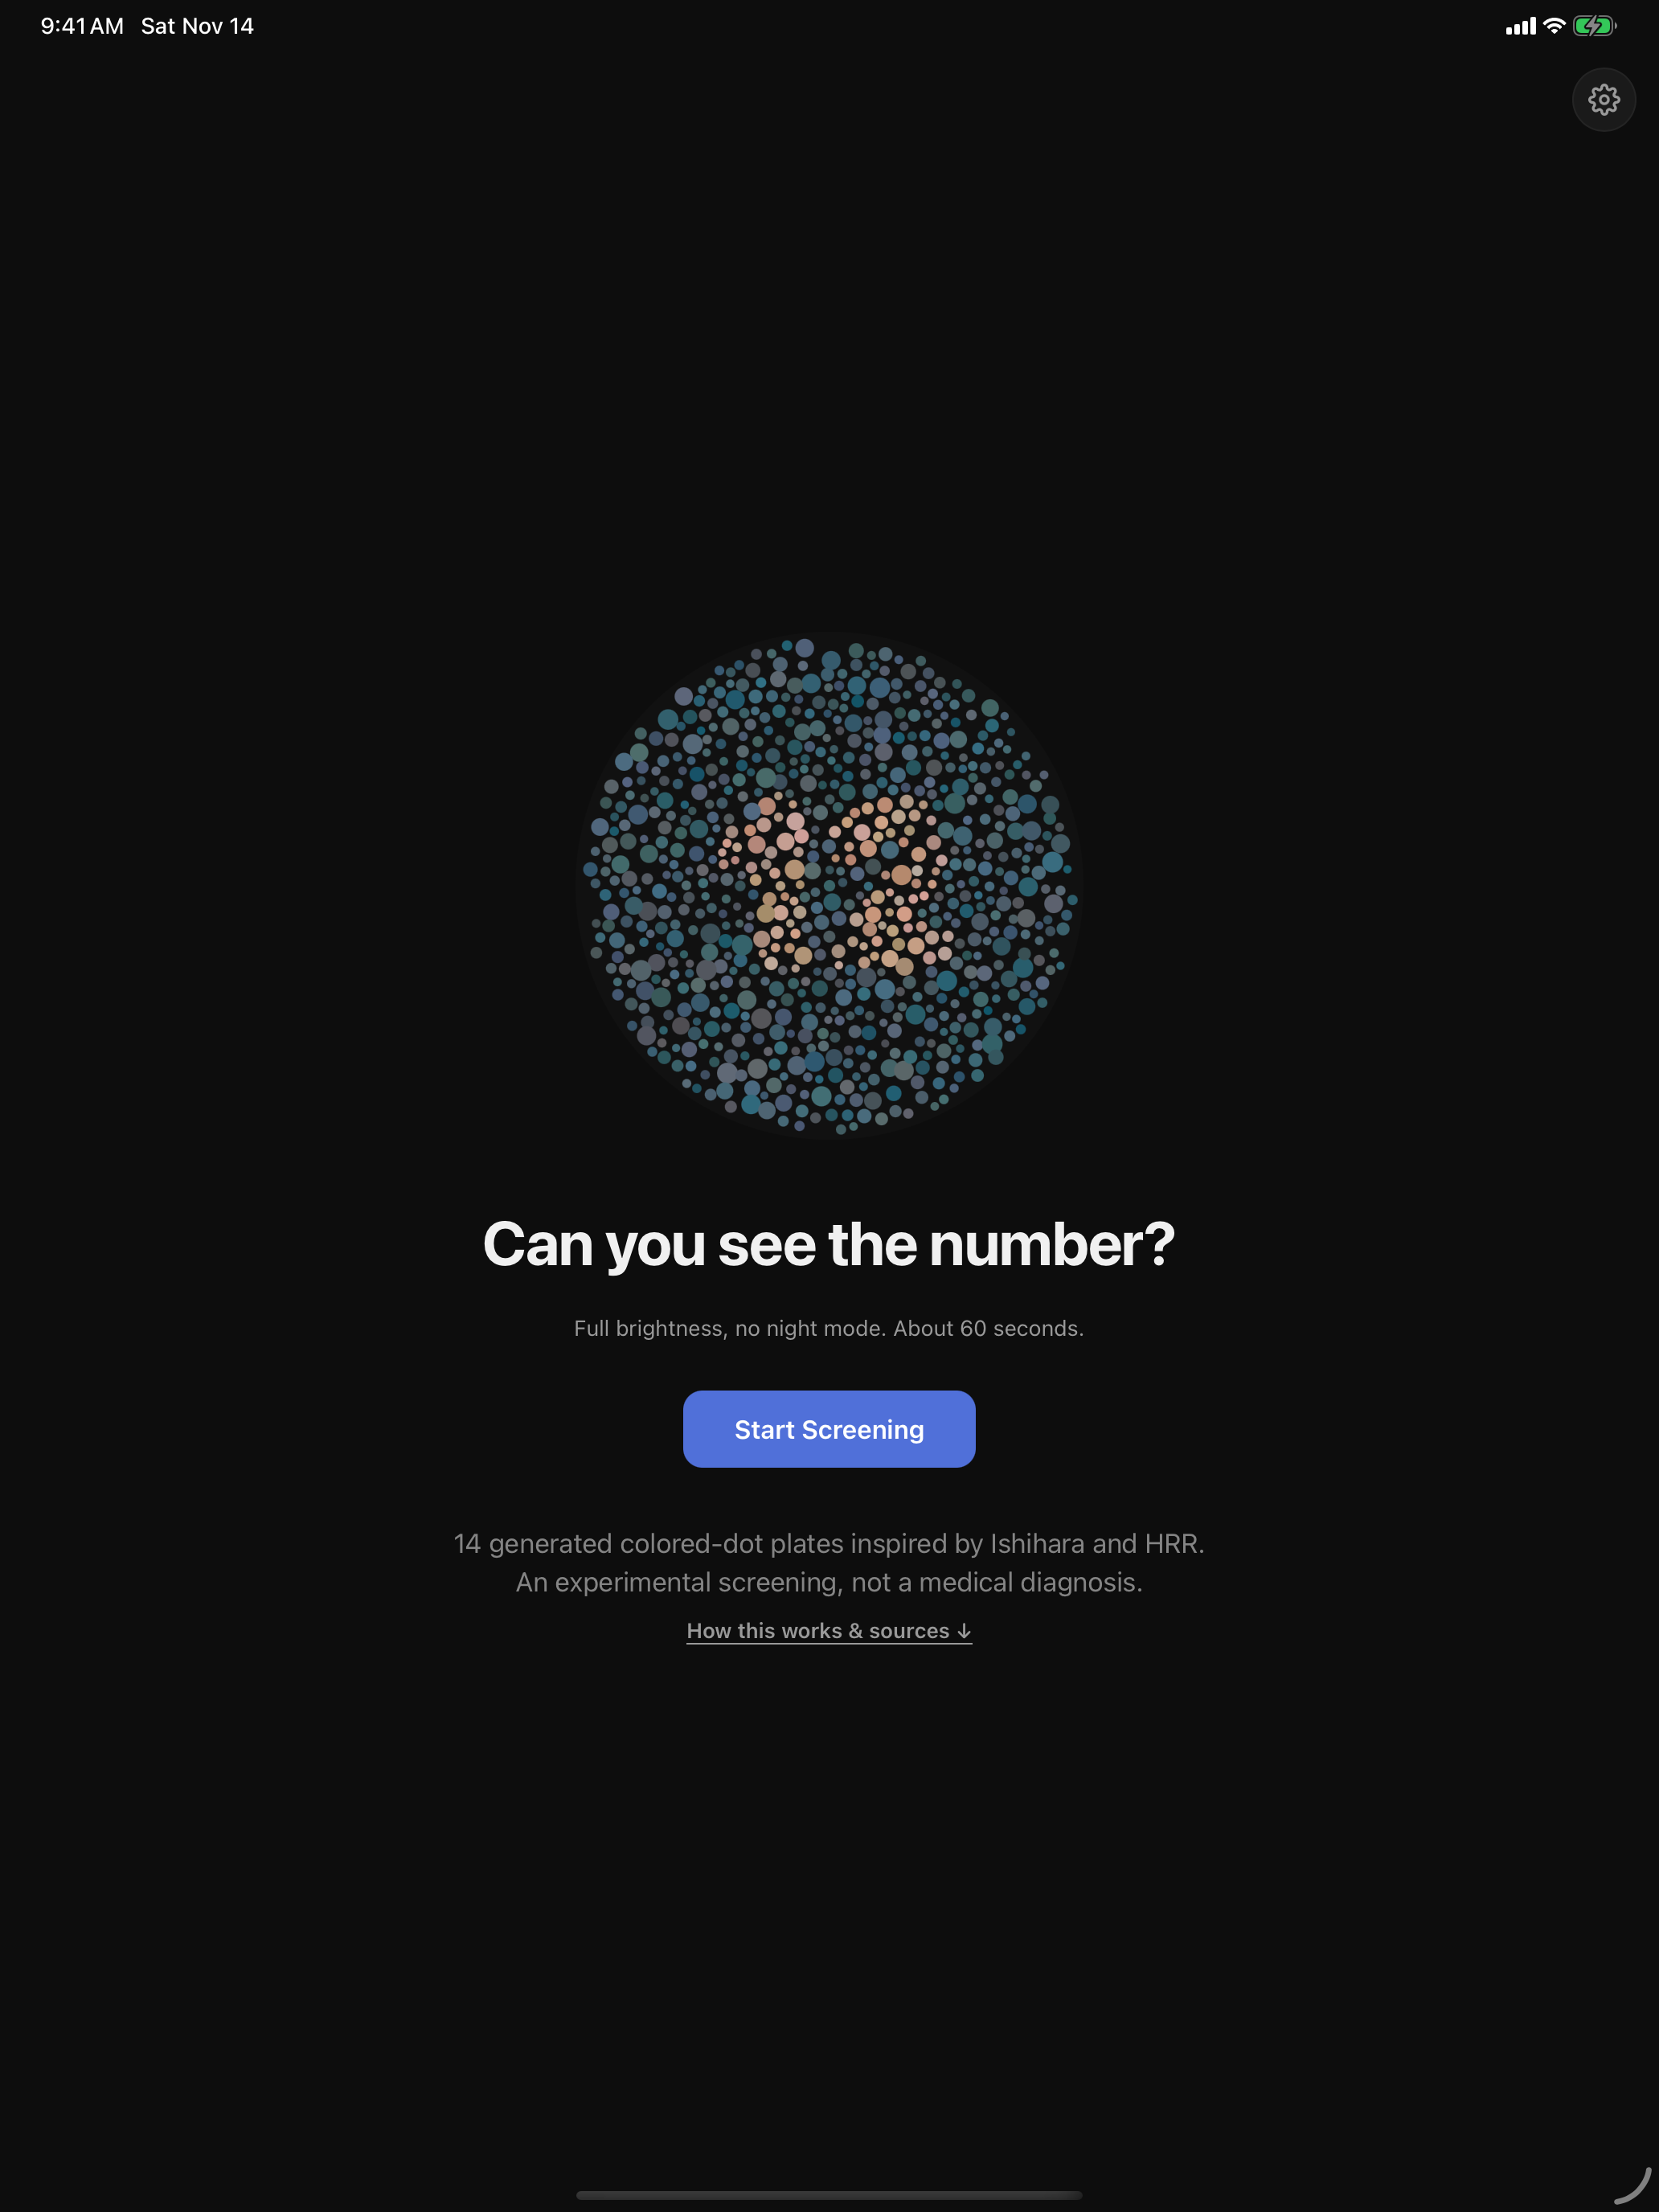 9:41 AM Sat Nov 14
12
Can you see the number?
Full brightness, no night mode. About 60 seconds.
Start Screening
14 generated colored-dot plates inspired by Ishihara and HRR.
An experimental screening, not a medical diagnosis.
How this works & sources ↓